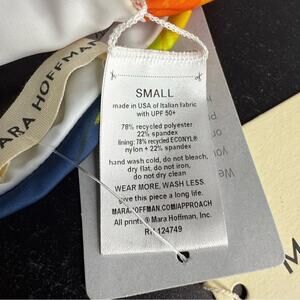 MARA HOFFMAN
SMALL
made in USA of Italian fabric
with UPF 50+
78% recycled polyester
22% spandex
lining: 78% recycled ECONYL®
nylon + 22% spandex
hand wash cold, do not bleach,
dry flat, do not iron,
do not dry clean
WEAR MORE, WASH LESS.
give this piece a long life.
MARAHOFFMAN.COM/APPROACH
All prints ® Mara Hoffman, Inc.
RN 124749